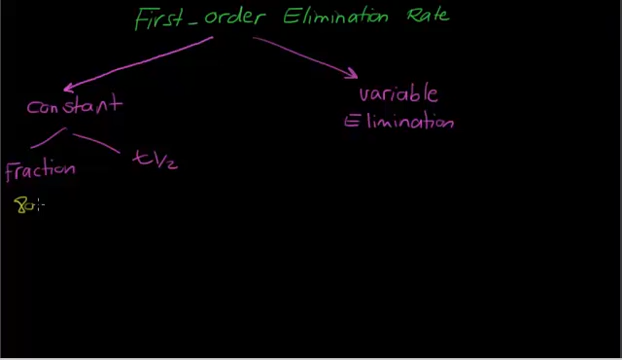 First_order Elimination Rate
constant
variable
Elimination
Fraction
t1/2